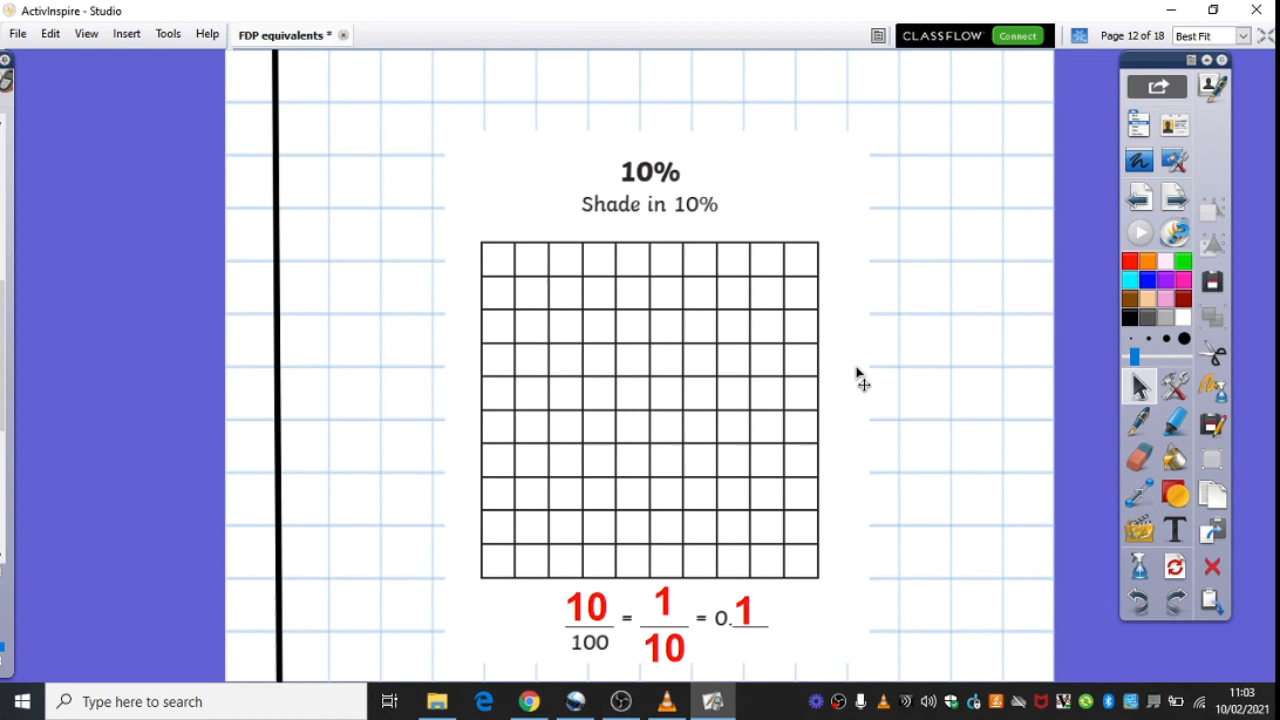 ActivInspire - Studio
File Edit View Insert Tools Help FDP equivalents * CLASSFLOW Connect Page 12 of 18 Best Fit
10%
Shade in 10%
10 = 1 = 0.1
100 10
Type here to search
11:03
10/02/2021